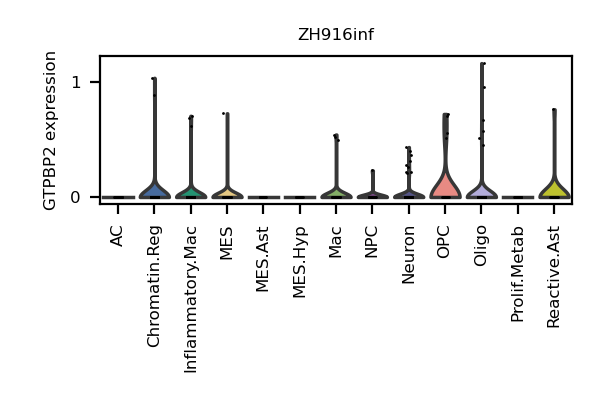 ZH916inf
GTPBP2 expression
1
0
AC
Chromatin.Reg
Inflammatory.Mac
MES
MES.Ast
MES.Hyp
Mac
NPC
Neuron
OPC
Oligo
Prolif.Metab
Reactive.Ast